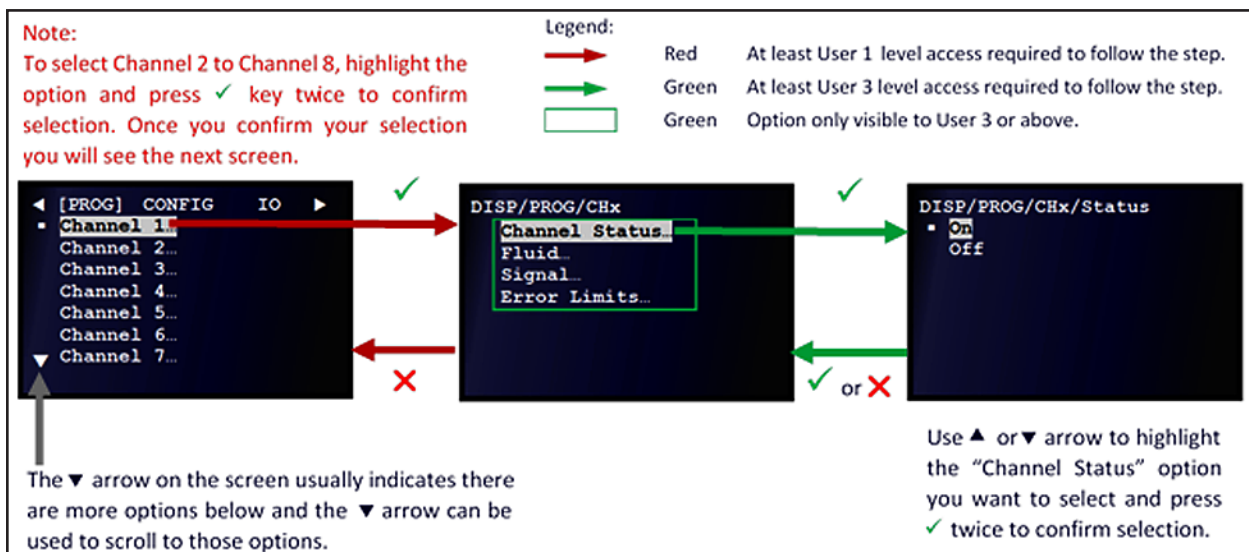 Note:
To select Channel 2 to Channel 8, highlight the
option and press ✓ key twice to confirm
selection. Once you confirm your selection
you will see the next screen.
Legend:
Red At least User 1 level access required to follow the step.
Green At least User 3 level access required to follow the step.
Green Option only visible to User 3 or above.
◀ [PROG] CONFIG IO ▶
▪ Channel 1…
Channel 2…
Channel 3…
Channel 4…
Channel 5…
Channel 6…
▼ Channel 7…
✓
✗
DISP/PROG/CHx
Channel Status…
Fluid…
Signal…
Error Limits…
✓
✓ or ✗
DISP/PROG/CHx/Status
▪ On
Off
The ▼ arrow on the screen usually indicates there
are more options below and the ▼ arrow can be
used to scroll to those options.
Use ▲ or ▼ arrow to highlight
the “Channel Status” option
you want to select and press
✓ twice to confirm selection.